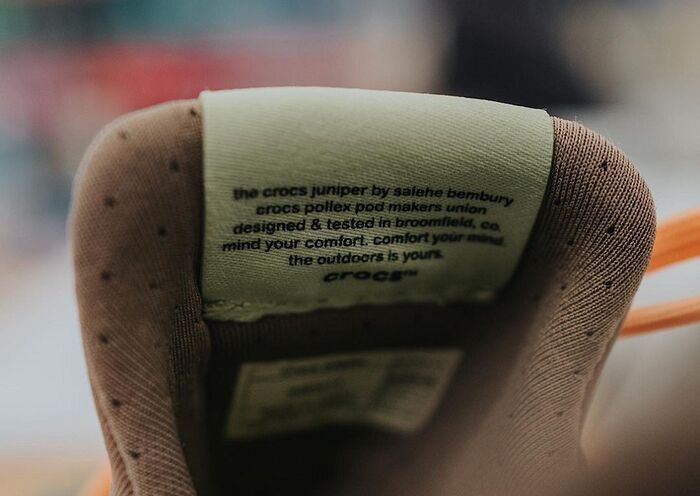 the crocs juniper by salehe bembury
crocs pollex pod makers union
designed & tested in broomfield, co.
mind your comfort. comfort your mind.
the outdoors is yours.
crocs™